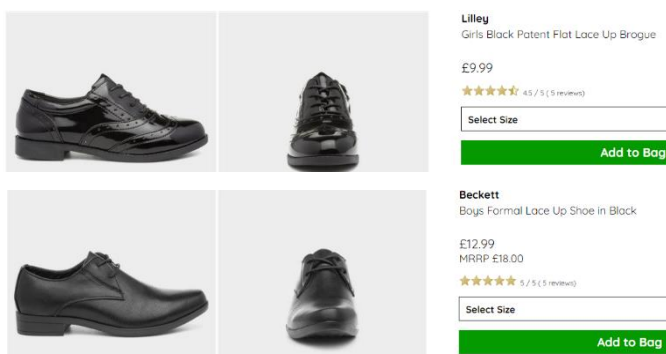 Lilley
Girls Black Patent Flat Lace Up Brogue
£9.99
4.5 / 5 ( 5 reviews)
Select Size
Add to Bag
Beckett
Boys Formal Lace Up Shoe in Black
£12.99
MRRP £18.00
5 / 5 ( 5 reviews)
Select Size
Add to Bag